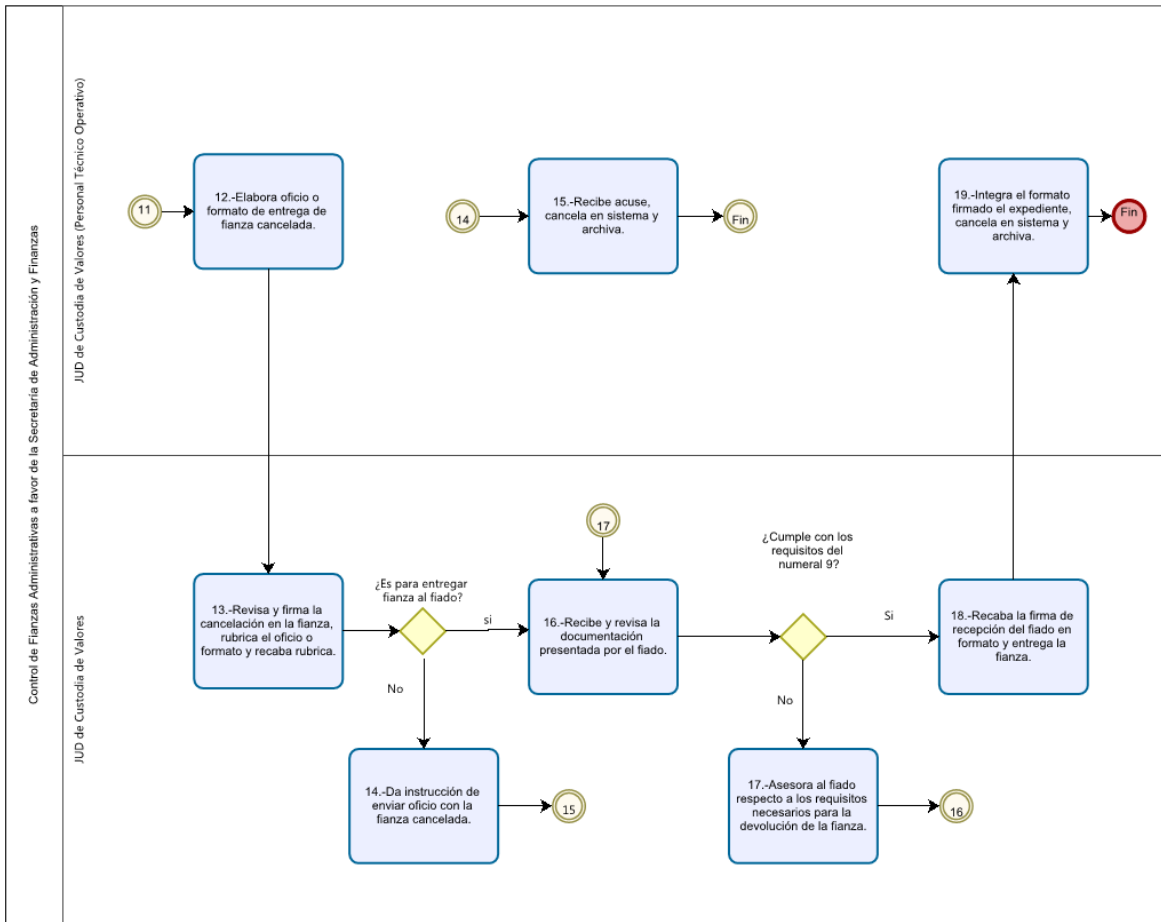 Control de Fianzas Administrativas a favor de la Secretaría de Administración y Finanzas
JUD de Custodia de Valores (Personal Técnico Operativo)
11
12.-Elabora oficio o
formato de entrega de
fianza cancelada.
14
15.-Recibe acuse,
cancela en sistema y
archiva.
Fin
19.-Integra el formato
firmado el expediente,
cancela en sistema y
archiva.
Fin
JUD de Custodia de Valores
13.-Revisa y firma la
cancelación en la fianza,
rubrica el oficio o
formato y recaba rubrica.
¿Es para entregar
fianza al fiado?
si
No
14.-Da instrucción de
enviar oficio con la
fianza cancelada.
15
17
16.-Recibe y revisa la
documentación
presentada por el fiado.
¿Cumple con los
requisitos del
numeral 9?
Si
No
17.-Asesora al fiado
respecto a los requisitos
necesarios para la
devolución de la fianza.
16
18.-Recaba la firma de
recepción del fiado en
formato y entrega la
fianza.